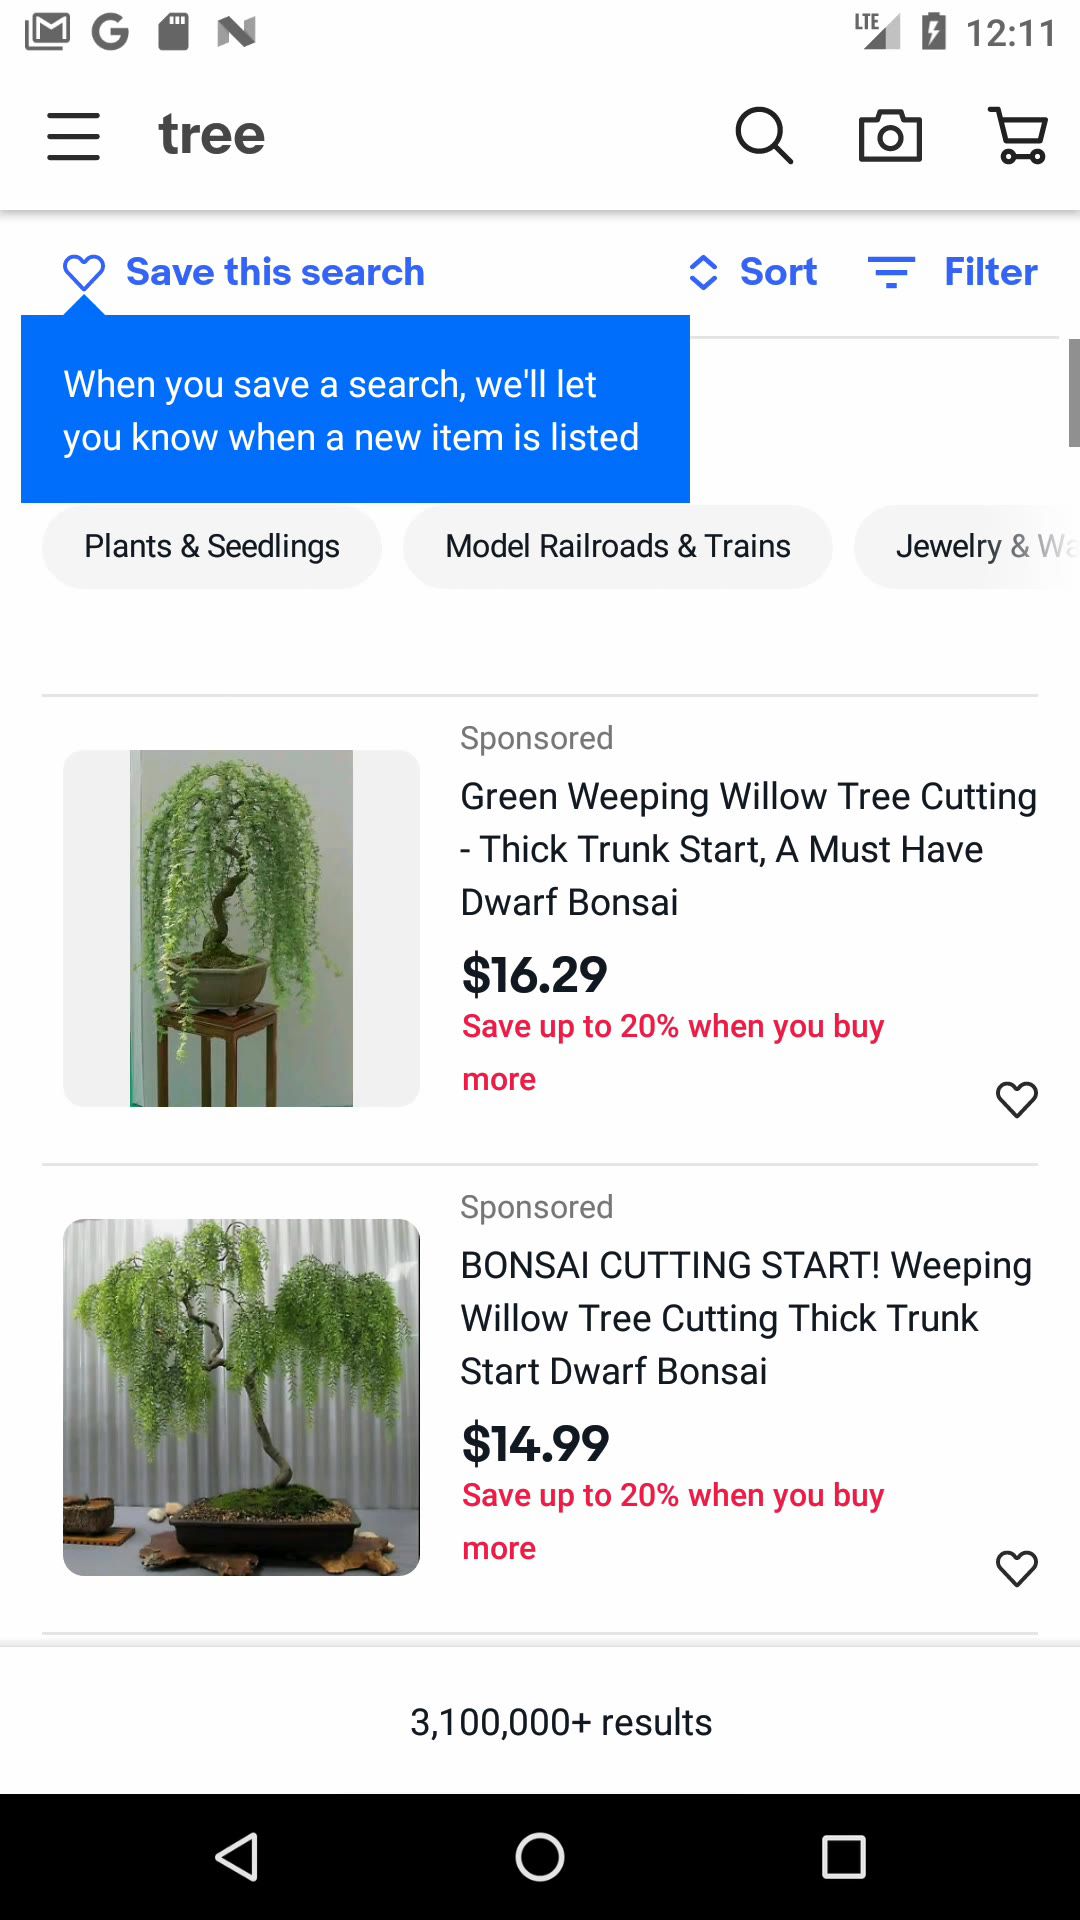 LTE 12:11
tree
Save this search
Sort
Filter
When you save a search, we'll let
you know when a new item is listed
Plants & Seedlings
Model Railroads & Trains
Jewelry & Wa
Sponsored
Green Weeping Willow Tree Cutting
- Thick Trunk Start, A Must Have
Dwarf Bonsai
$16.29
Save up to 20% when you buy
more
Sponsored
BONSAI CUTTING START! Weeping
Willow Tree Cutting Thick Trunk
Start Dwarf Bonsai
$14.99
Save up to 20% when you buy
more
3,100,000+ results